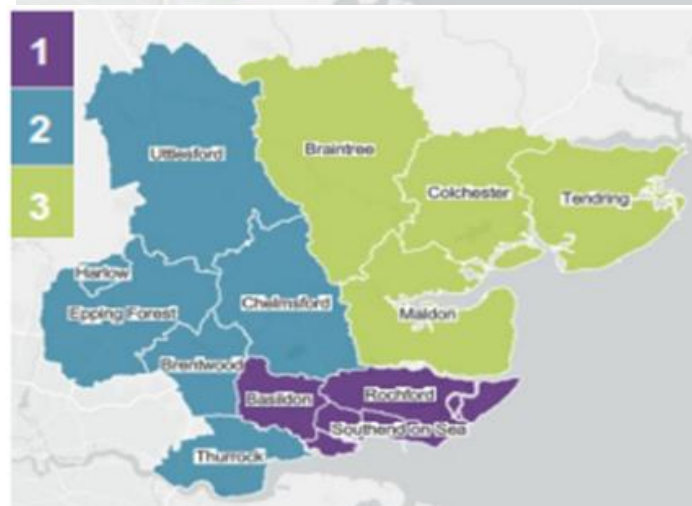 1
2
3
Uttlesford
Braintree
Colchester
Tendring
Harlow
Epping Forest
Chelmsford
Maldon
Brentwood
Basildon
Rochford
Southend on Sea
Thurrock